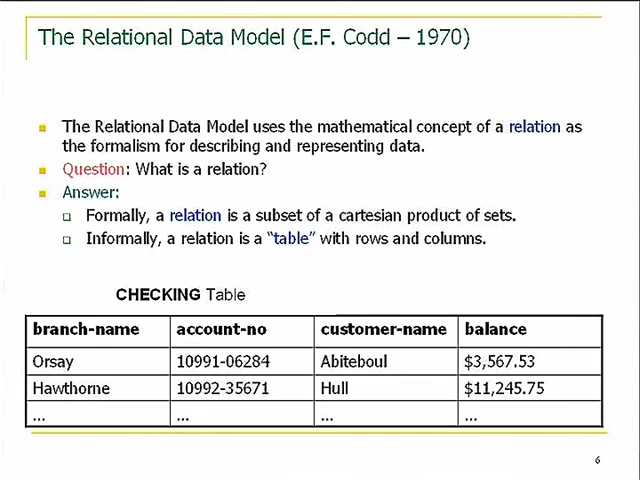 The Relational Data Model (E.F. Codd – 1970)
The Relational Data Model uses the mathematical concept of a relation as
the formalism for describing and representing data.
Question: What is a relation?
Answer:
Formally, a relation is a subset of a cartesian product of sets.
Informally, a relation is a “table” with rows and columns.
CHECKING Table
branch-name account-no customer-name balance
Orsay 10991-06284 Abiteboul $3,567.53
Hawthorne 10992-35671 Hull $11,245.75
... ... ... ...
6